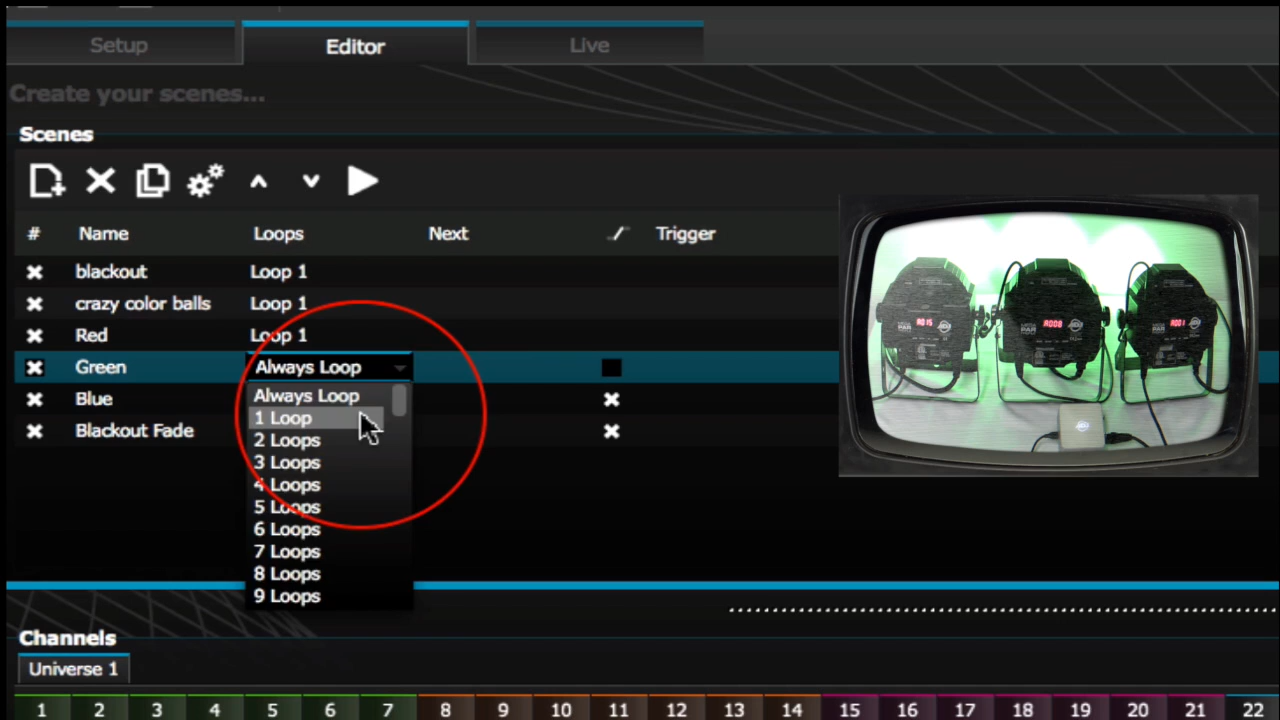 Setup Editor Live
Create your scenes...
Scenes
# Name Loops Next Trigger
blackout Loop 1
crazy color balls Loop 1
Red Loop 1
Green Always Loop
Blue
Blackout Fade
Always Loop
1 Loop
2 Loops
3 Loops
4 Loops
5 Loops
6 Loops
7 Loops
8 Loops
9 Loops
A015 A008 A001
Channels
Universe 1
1 2 3 4 5 6 7 8 9 10 11 12 13 14 15 16 17 18 19 20 21 22